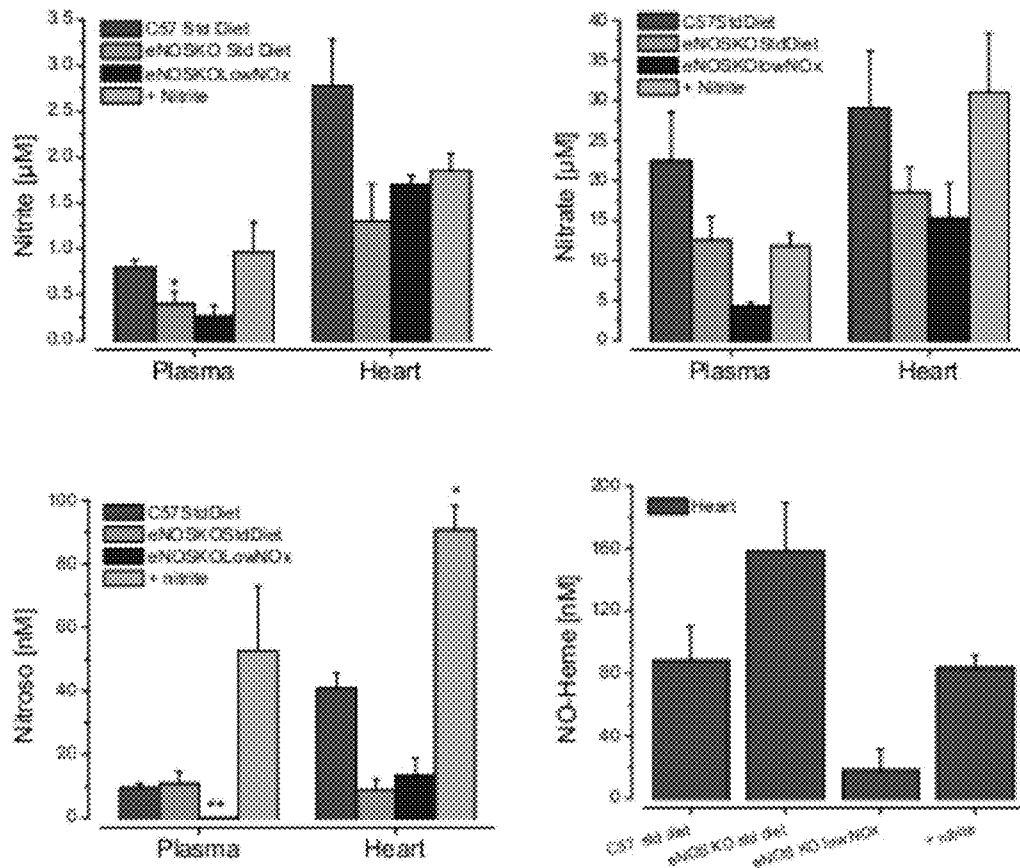 3.5
3.0
2.5
2.0
1.5
1.0
0.5
0.0
Nitrite [µM]
C57 Std Diet
eNOSKO Std Diet
eNOSKOLowNOx
+ Nitrite
Plasma
Heart
40
35
30
25
20
15
10
5
0
Nitrate [µM]
C57StdDiet
eNOSKOStdDiet
eNOSKOlowNOx
+ Nitrite
Plasma
Heart
100
80
60
40
20
0
Nitroso [nM]
C57StdDiet
eNOSKOStdDiet
eNOSKOLowNOx
+ nitrite
**
*
Plasma
Heart
200
160
120
80
40
0
NO-Heme [nM]
Heart
C57 std diet
eNOS KO std diet
eNOS KO lowNOx
+ nitrite